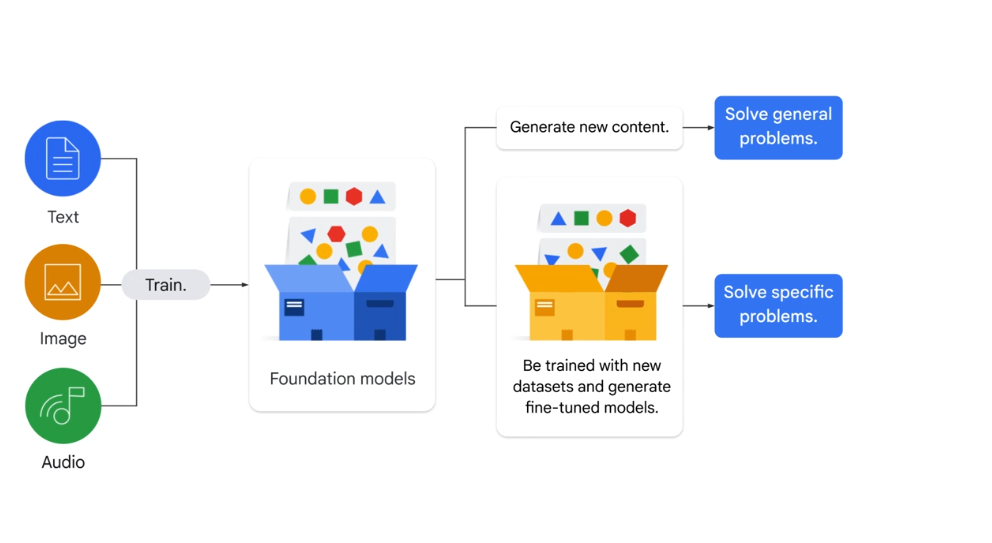 Text
Image
Audio
Train.
Foundation models
Generate new content.
Be trained with new
datasets and generate
fine-tuned models.
Solve general
problems.
Solve specific
problems.